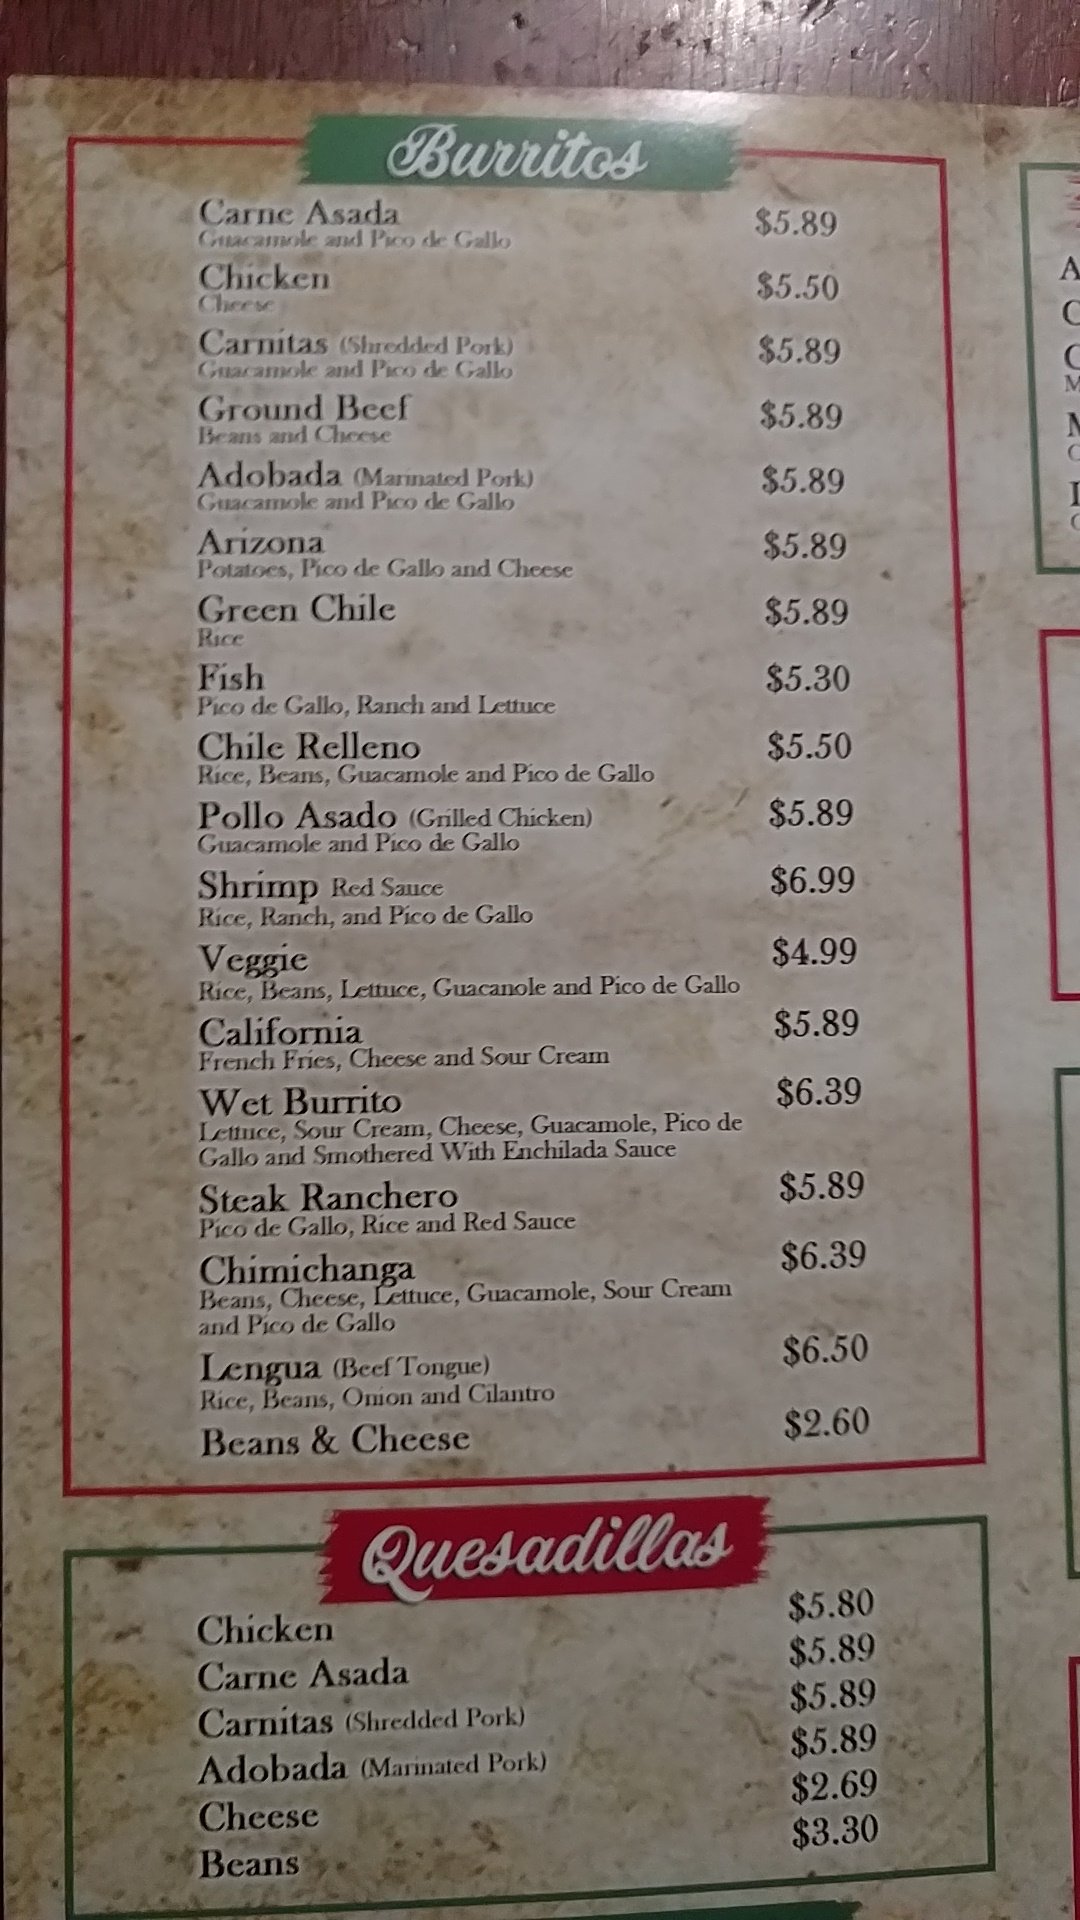 Burritos
Carne Asada $5.89
Guacamole and Pico de Gallo
Chicken $5.50
Cheese
Carnitas (Shredded Pork) $5.89
Guacamole and Pico de Gallo
Ground Beef $5.89
Beans and Cheese
Adobada (Marinated Pork) $5.89
Guacamole and Pico de Gallo
Arizona $5.89
Potatoes, Pico de Gallo and Cheese
Green Chile $5.89
Rice
Fish $5.30
Pico de Gallo, Ranch and Lettuce
Chile Relleno $5.50
Rice, Beans, Guacamole and Pico de Gallo
Pollo Asado (Grilled Chicken) $5.89
Guacamole and Pico de Gallo
Shrimp Red Sauce $6.99
Rice, Ranch, and Pico de Gallo
Veggie $4.99
Rice, Beans, Lettuce, Guacanole and Pico de Gallo
California $5.89
French Fries, Cheese and Sour Cream
Wet Burrito $6.39
Lettuce, Sour Cream, Cheese, Guacamole, Pico de
Gallo and Smothered With Enchilada Sauce
Steak Ranchero $5.89
Pico de Gallo, Rice and Red Sauce
Chimichanga $6.39
Beans, Cheese, Lettuce, Guacamole, Sour Cream
and Pico de Gallo
Lengua (Beef Tongue) $6.50
Rice, Beans, Onion and Cilantro
Beans & Cheese $2.60
Quesadillas
Chicken $5.80
Carne Asada $5.89
Carnitas (Shredded Pork) $5.89
Adobada (Marinated Pork) $5.89
Cheese $2.69
Beans $3.30